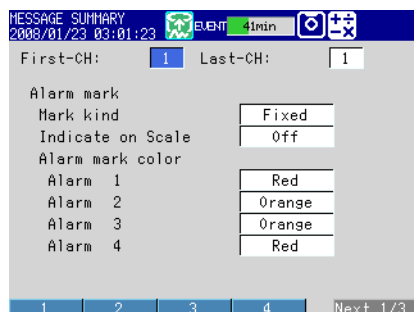 MESSAGE SUMMARY
2008/01/23 03:01:23 EVENT 41min
First-CH: 1 Last-CH: 1
Alarm mark
Mark kind Fixed
Indicate on Scale Off
Alarm mark color
Alarm 1 Red
Alarm 2 Orange
Alarm 3 Orange
Alarm 4 Red
1 2 3 4 Next 1/3